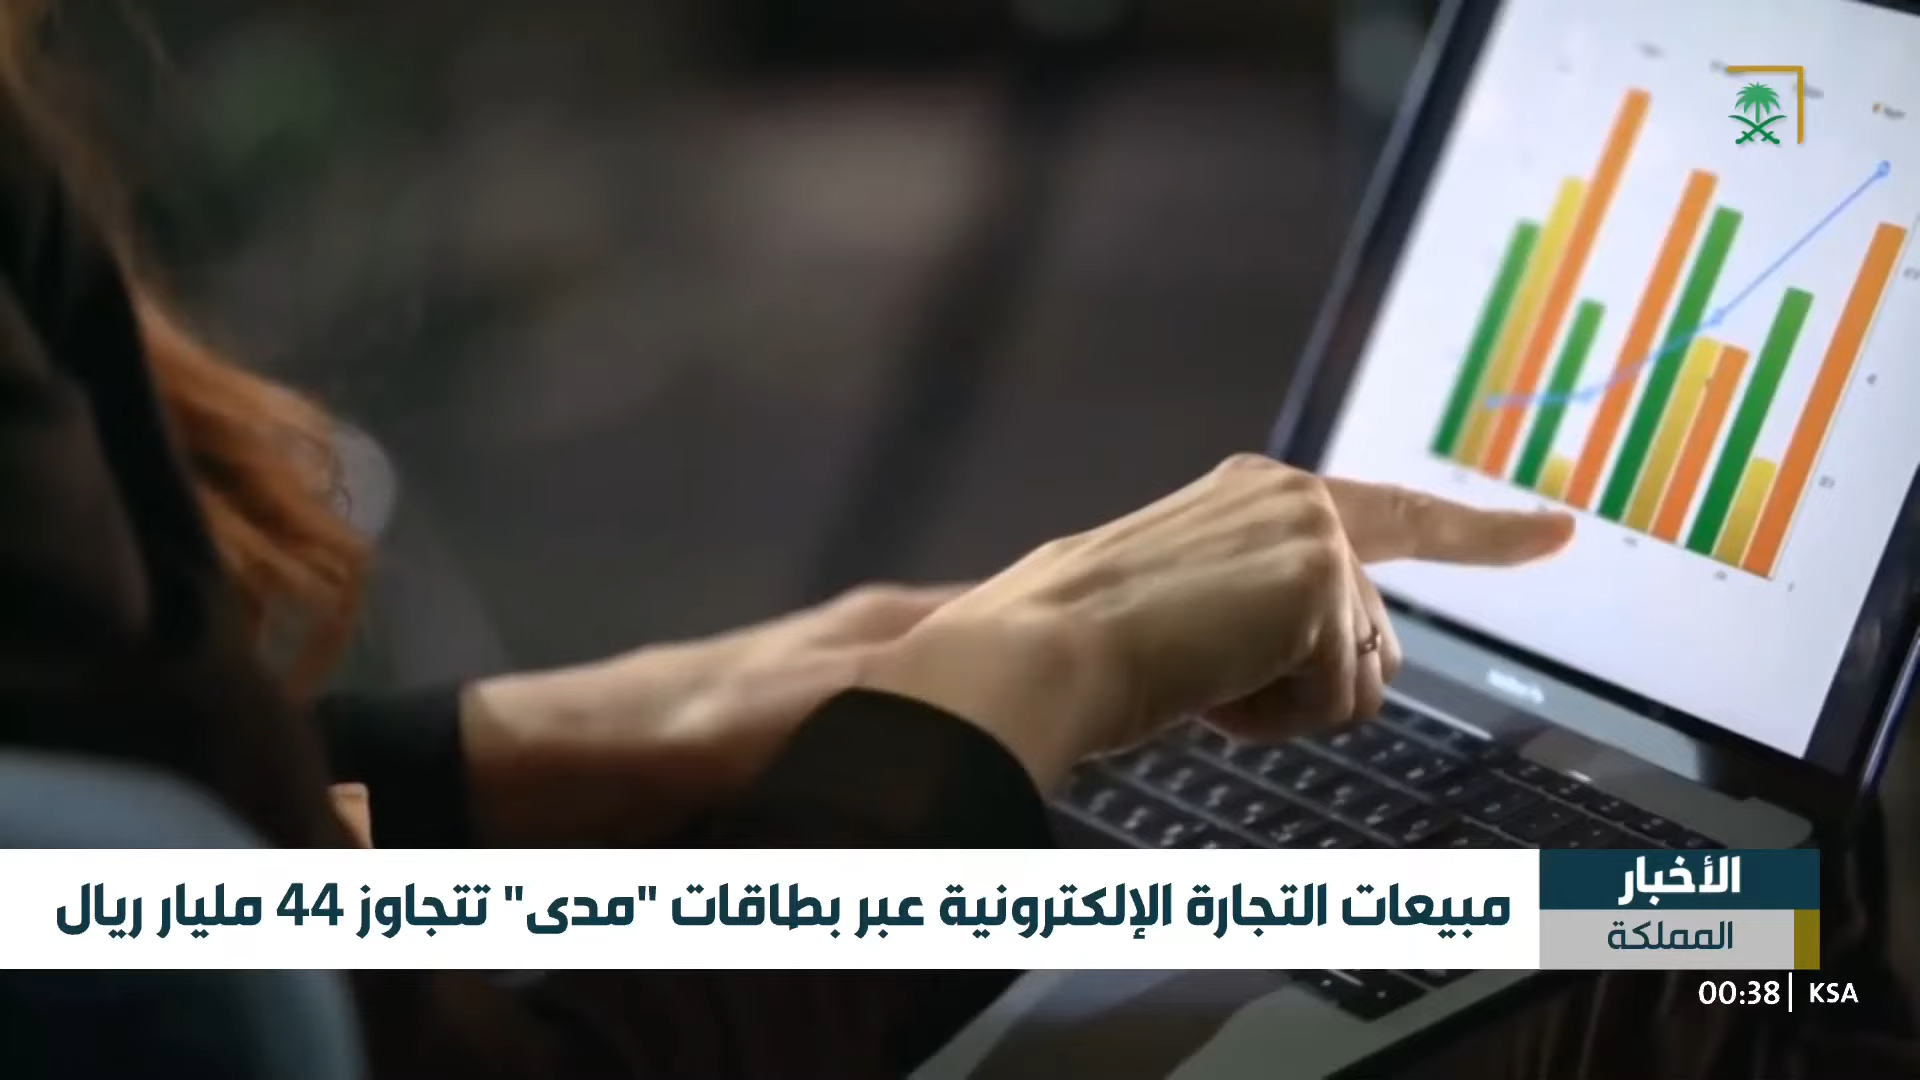 الأخبار
مبيعات التجارة الإلكترونية عبر بطاقات "مدى" تتجاوز 44 مليار ريال
المملكة
00:38 | KSA